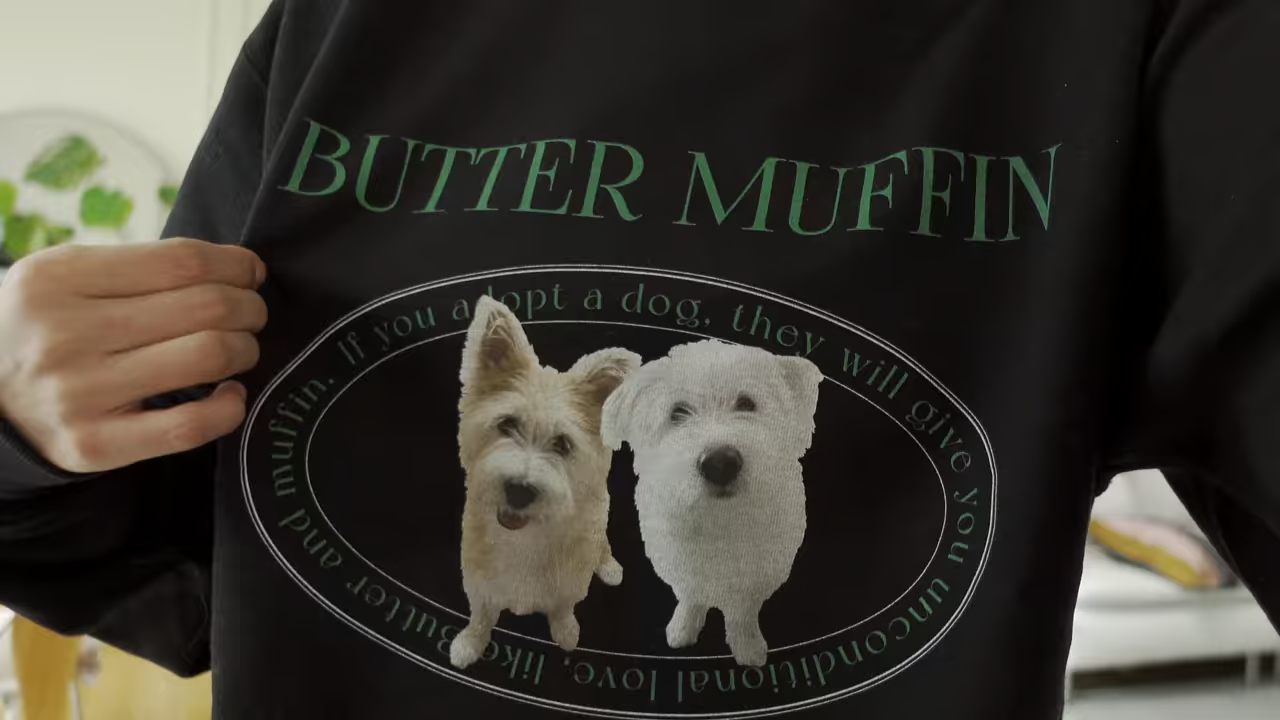 BUTTER MUFFIN
If you adopt a dog, they will give you unconditional love, like Butter and muffin.